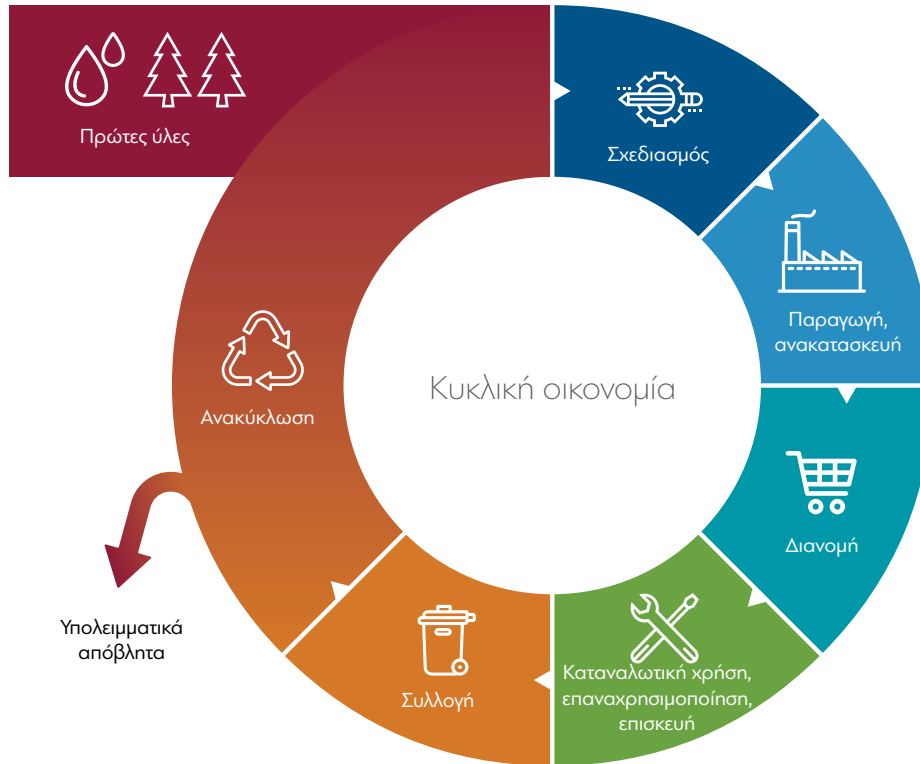 Πρώτες ύλες
Σχεδιασμός
Παραγωγή,
ανακατασκευή
Διανομή
Καταναλωτική χρήση,
επαναχρησιμοποίηση,
επισκευή
Συλλογή
Ανακύκλωση
Υπολειμματικά
απόβλητα
Κυκλική οικονομία